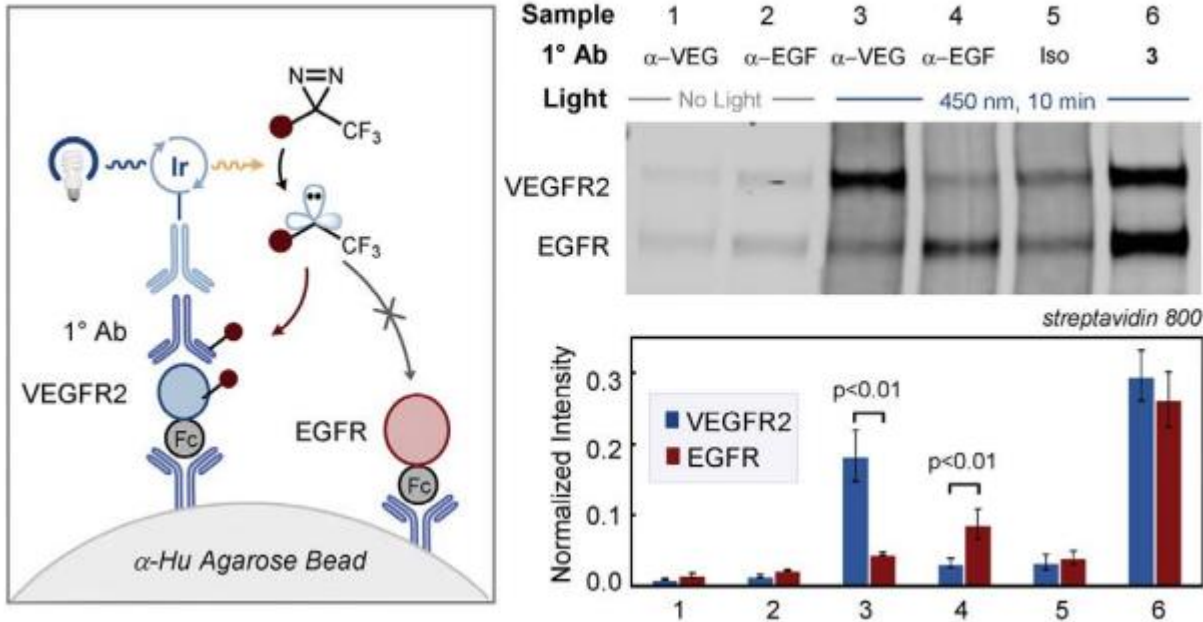 N=N
CF3
Ir
CF3
1° Ab
VEGFR2
Fc
EGFR
Fc
α-Hu Agarose Bead
Sample 1 2 3 4 5 6
1° Ab α–VEG α–EGF α–VEG α–EGF Iso 3
Light No Light 450 nm, 10 min
VEGFR2
EGFR
streptavidin 800
Normalized Intensity
0.3
0.2
0.1
0.0
VEGFR2
EGFR
p<0.01
p<0.01
1 2 3 4 5 6